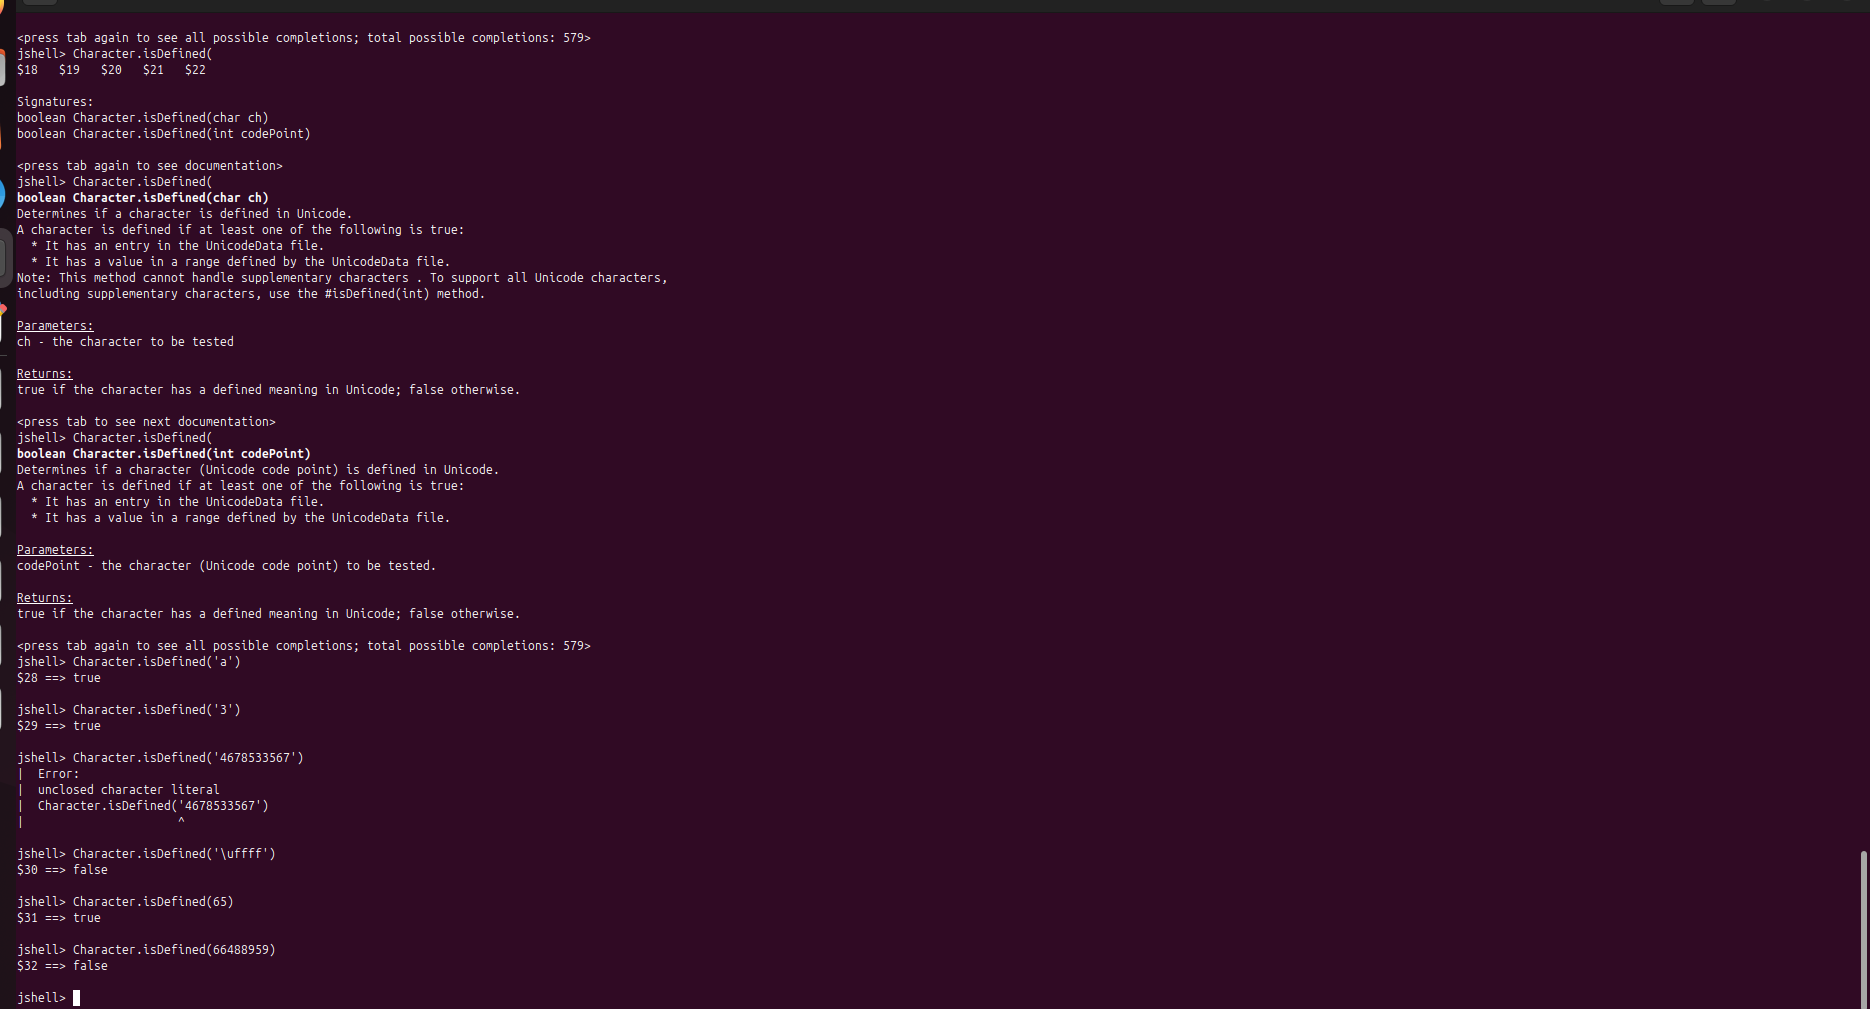 <press tab again to see all possible completions; total possible completions: 579>
jshell> Character.isDefined(
$18   $19   $20   $21   $22
Signatures:
boolean Character.isDefined(char ch)
boolean Character.isDefined(int codePoint)
<press tab again to see documentation>
jshell> Character.isDefined(
boolean Character.isDefined(char ch)
Determines if a character is defined in Unicode.
A character is defined if at least one of the following is true:
  * It has an entry in the UnicodeData file.
  * It has a value in a range defined by the UnicodeData file.
Note: This method cannot handle supplementary characters . To support all Unicode characters,
including supplementary characters, use the #isDefined(int) method.
Parameters:
ch - the character to be tested
Returns:
true if the character has a defined meaning in Unicode; false otherwise.
<press tab to see next documentation>
jshell> Character.isDefined(
boolean Character.isDefined(int codePoint)
Determines if a character (Unicode code point) is defined in Unicode.
A character is defined if at least one of the following is true:
  * It has an entry in the UnicodeData file.
  * It has a value in a range defined by the UnicodeData file.
Parameters:
codePoint - the character (Unicode code point) to be tested.
Returns:
true if the character has a defined meaning in Unicode; false otherwise.
<press tab again to see all possible completions; total possible completions: 579>
jshell> Character.isDefined('a')
$28 ==> true
jshell> Character.isDefined('3')
$29 ==> true
jshell> Character.isDefined('4678533567')
|  Error:
|  unclosed character literal
|  Character.isDefined('4678533567')
|                      ^
jshell> Character.isDefined('\uffff')
$30 ==> false
jshell> Character.isDefined(65)
$31 ==> true
jshell> Character.isDefined(66488959)
$32 ==> false
jshell>